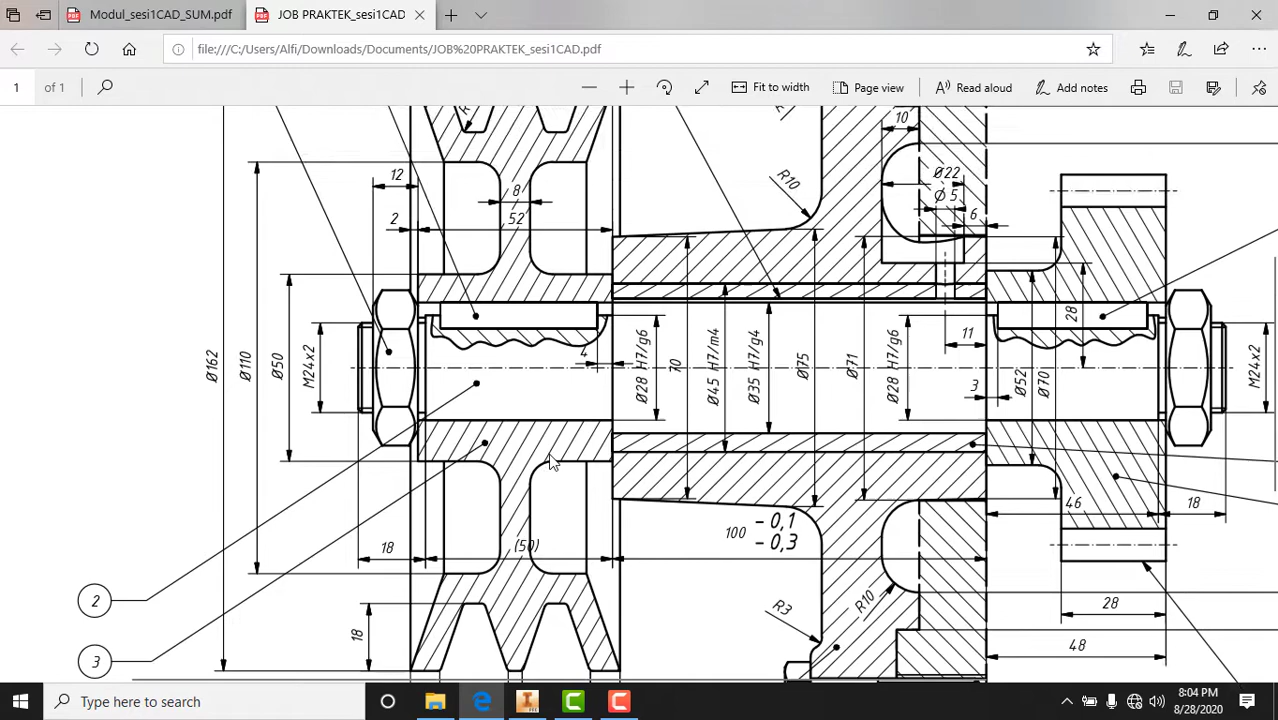 Modul_sesi1CAD_SUM.pdf
JOB PRAKTEK_sesi1CAD.pdf
file:///C:/Users/Alfi/Downloads/Documents/JOB%20PRAKTEK_sesi1CAD.pdf
1 of 1
Fit to width
Page view
Read aloud
Add notes
12
2
8
52
R10
10
Ø22
Ø 5
6
Ø162
Ø110
Ø50
M24x2
4
Ø28 H7/g6
70
Ø45 H7/m4
Ø35 H7/g4
Ø75
Ø71
Ø28 H7/g6
11
3
28
Ø52
Ø70
M24x2
18
(50)
100 - 0,1
- 0,3
46
18
2
3
18
R3
R10
28
48
Type here to search
8:04 PM
8/28/2020